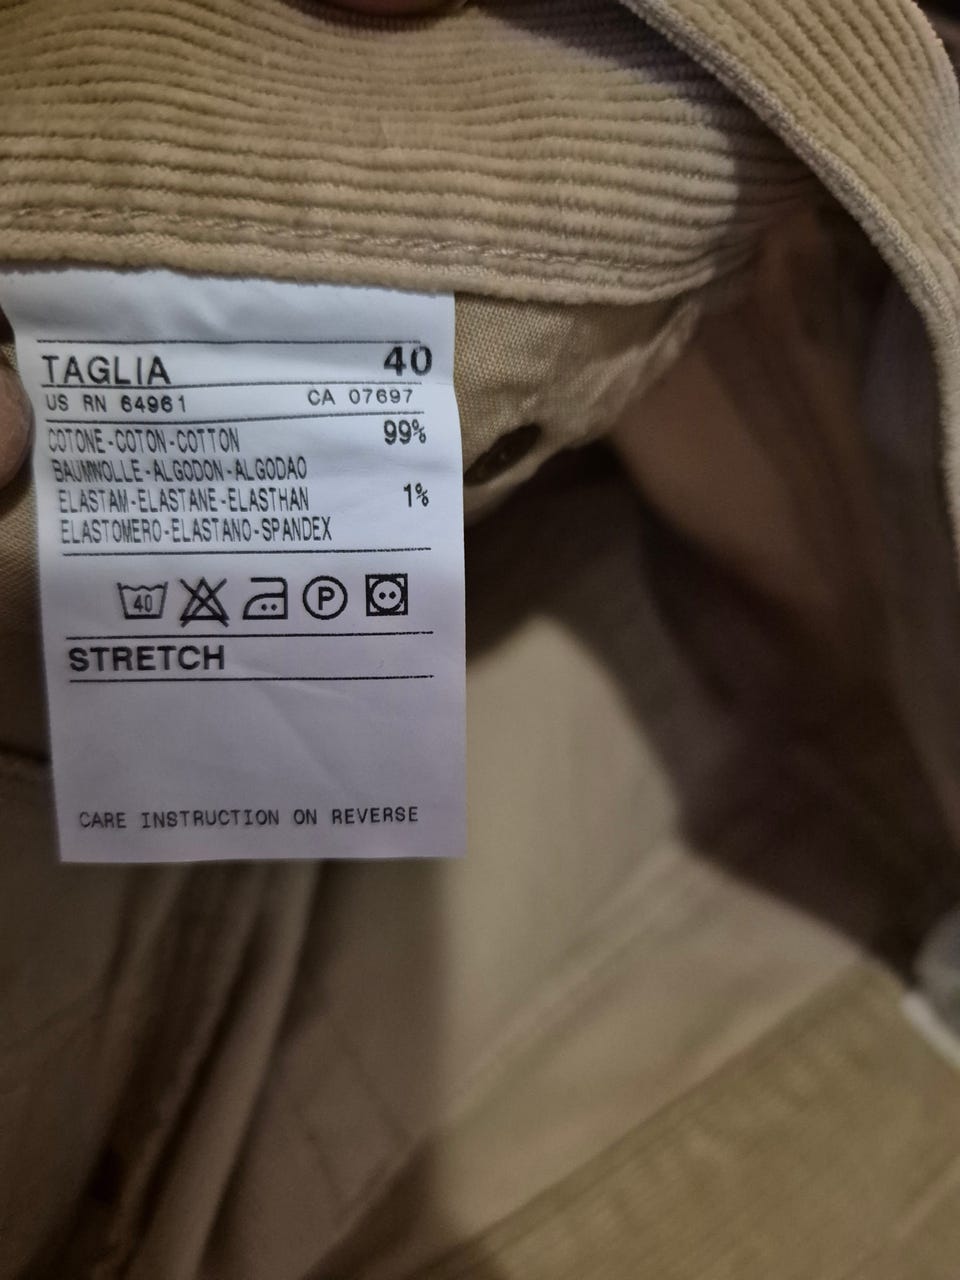 TAGLIA 40
US RN 64961 CA 07697
COTONE-COTON-COTTON 99%
BAUMWOLLE-ALGODON-ALGODAO
ELASTAM-ELASTANE-ELASTHAN 1%
ELASTOMERO-ELASTANO-SPANDEX
40 P
STRETCH
CARE INSTRUCTION ON REVERSE